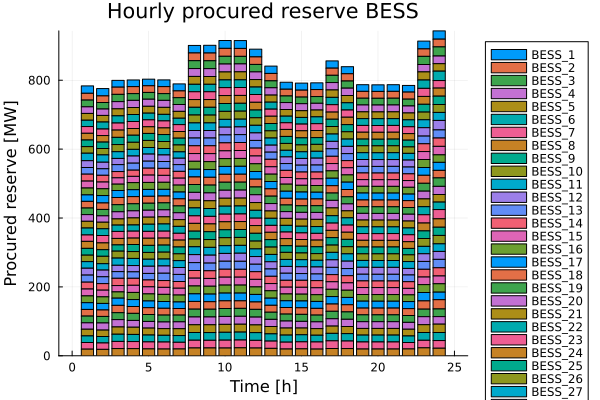 Hourly procured reserve BESS
Procured reserve [MW]
800
600
400
200
0
0 5 10 15 20 25
Time [h]
BESS_1
BESS_2
BESS_3
BESS_4
BESS_5
BESS_6
BESS_7
BESS_8
BESS_9
BESS_10
BESS_11
BESS_12
BESS_13
BESS_14
BESS_15
BESS_16
BESS_17
BESS_18
BESS_19
BESS_20
BESS_21
BESS_22
BESS_23
BESS_24
BESS_25
BESS_26
BESS_27